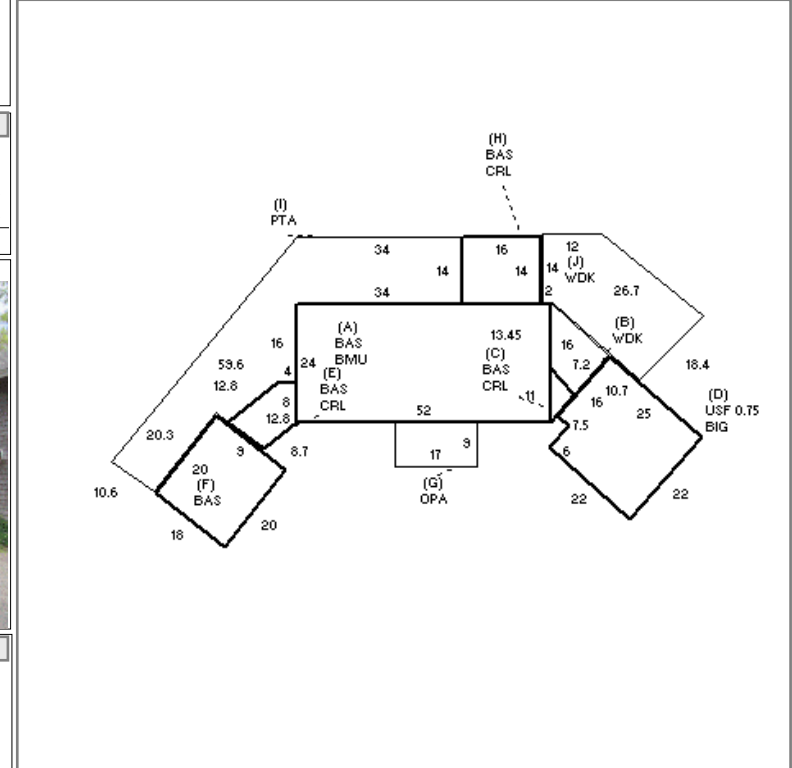 (H)
BAS
CRL
(I)
PTA
34
16
12
14
14
14
(J)
WDK
34
2
26.7
(A)
BAS
BMU
(B)
WDK
13.45
16
16
24
(C)
BAS
CRL
59.6
4
(E)
BAS
CRL
7.2
18.4
12.8
10.7
(D)
USF 0.75
BIG
8
11
16
25
12.8
52
7.5
20.3
9
8.7
9
17
6
20
(F)
BAS
(G)
OPA
10.6
22
22
18
20